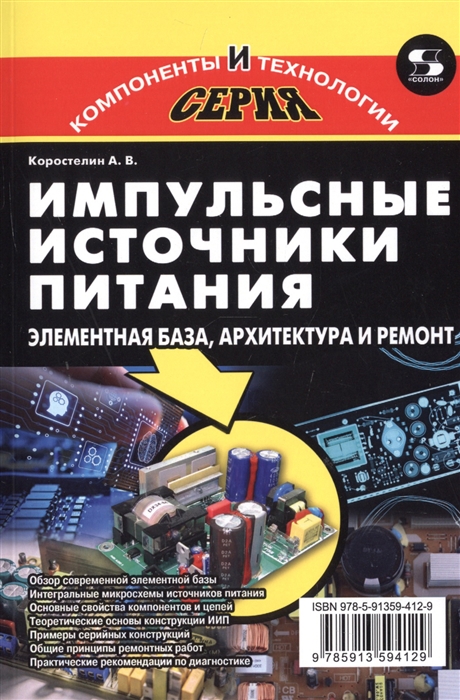 КОМПОНЕНТЫ И ТЕХНОЛОГИИ
СЕРИЯ
«СОЛОН»
Коростелин А. В.
ИМПУЛЬСНЫЕ
ИСТОЧНИКИ
ПИТАНИЯ
ЭЛЕМЕНТНАЯ БАЗА, АРХИТЕКТУРА И РЕМОНТ
Обзор современной элементной базы
Интегральные микросхемы источников питания
Основные свойства компонентов и цепей
Теоретические основы конструкции ИИП
Примеры серийных конструкций
Общие принципы ремонтных работ
Практические рекомендации по диагностике
ISBN 978-5-91359-412-9
9 785913 594129